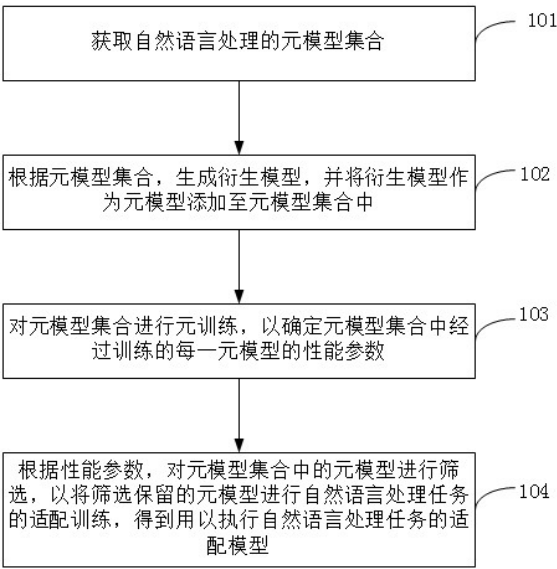 获取自然语言处理的元模型集合
101
根据元模型集合，生成衍生模型，并将衍生模型作
为元模型添加至元模型集合中
102
对元模型集合进行元训练，以确定元模型集合中经
过训练的每一元模型的性能参数
103
根据性能参数，对元模型集合中的元模型进行筛
选，以将筛选保留的元模型进行自然语言处理任务
的适配训练，得到用以执行自然语言处理任务的适
配模型
104